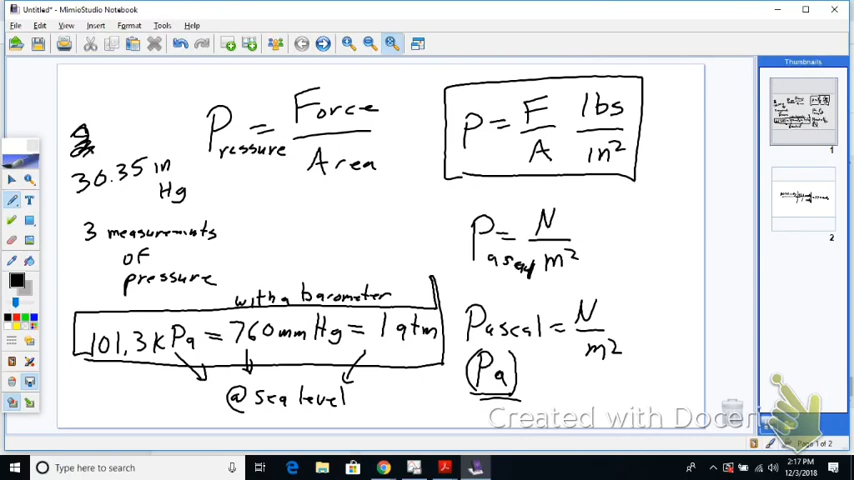 Untitled* - MimioStudio Notebook
File Edit View Insert Format Tools Help
Thumbnails
Pressure = Force / Area
P = F / A lbs / in²
30.35 in
Hg
3 measurements
of
pressure
P = N / m²
with a barometer
101.3 kPa = 760 mm Hg = 1 atm
Pascal = N / m²
(Pa)
@ sea level
Created with Doceri
1
2
Page 1 of 2
Type here to search
2:17 PM
12/3/2018